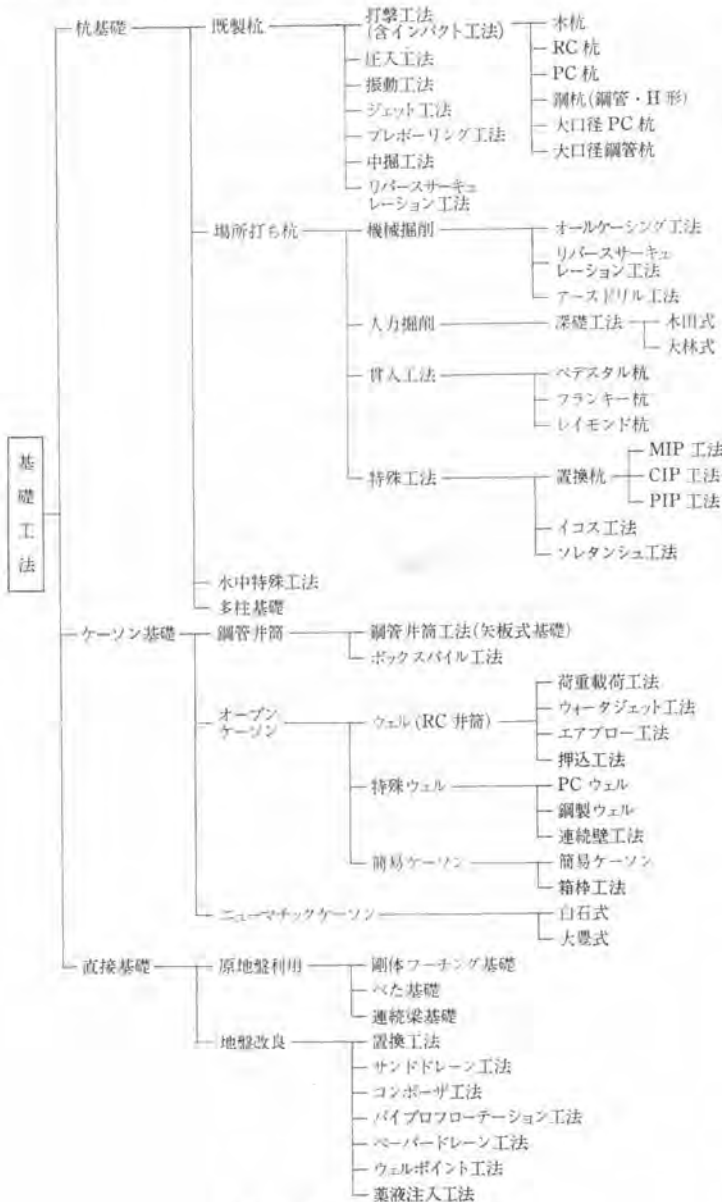 基礎工法
杭基礎
既製杭
打撃工法
(含インパクト工法)
木杭
RC 杭
PC 杭
鋼杭(鋼管・H 形)
大口径 PC 杭
大口径鋼管杭
圧入工法
振動工法
ジェット工法
プレボーリング工法
中掘工法
リバースサーキュ
レーション工法
場所打ち杭
機械掘削
オールケーシング工法
リバースサーキュ
レーション工法
アースドリル工法
人力掘削
深礎工法
木田式
大林式
貫入工法
ペデスタル杭
フランキー杭
レイモンド杭
特殊工法
置換杭
MIP 工法
CIP 工法
PIP 工法
イコス工法
ソレタンシュ工法
水中特殊工法
多柱基礎
ケーソン基礎
鋼管井筒
鋼管井筒工法(矢板式基礎)
ボックスパイル工法
オープン
ケーソン
ウェル(RC 井筒)
荷重載荷工法
ウォータジェット工法
エアブロー工法
押込工法
特殊ウェル
PC ウェル
鋼製ウェル
連続壁工法
簡易ケーソン
簡易ケーソン
箱枠工法
ニューマチックケーソン
白石式
大豊式
直接基礎
原地盤利用
剛体フーチング基礎
べた基礎
連続梁基礎
地盤改良
置換工法
サンドドレーン工法
コンポーザ工法
バイブロフローテーション工法
ペーパードレーン工法
ウェルポイント工法
薬液注入工法